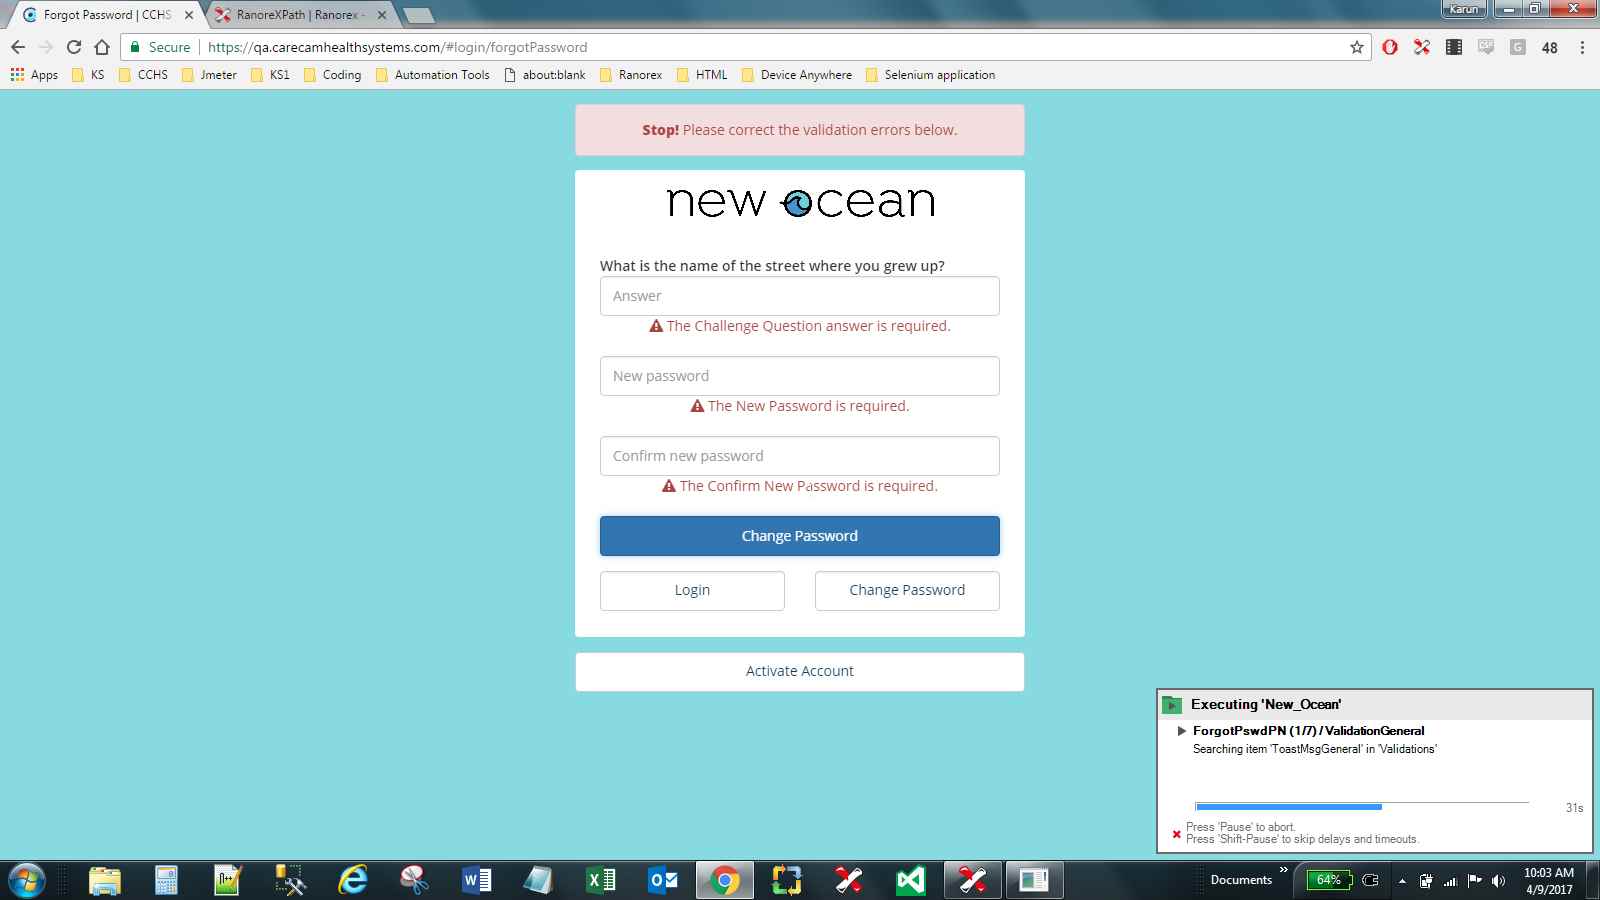 Forgot Password | CCHS
RanoreXPath | Ranorex -
Karun
Secure
https://qa.carecamhealthsystems.com/#login/forgotPassword
CSP
G
48
Apps
KS
CCHS
Jmeter
KS1
Coding
Automation Tools
about:blank
Ranorex
HTML
Device Anywhere
Selenium application
Stop! Please correct the validation errors below.
new ocean
What is the name of the street where you grew up?
Answer
The Challenge Question answer is required.
New password
The New Password is required.
Confirm new password
The Confirm New Password is required.
Change Password
Login
Change Password
Activate Account
Executing 'New_Ocean'
ForgotPswdPN (1/7) / ValidationGeneral
Searching item 'ToastMsgGeneral' in 'Validations'
31s
Press 'Pause' to abort.
Press 'Shift-Pause' to skip delays and timeouts.
Documents
64%
10:03 AM
4/9/2017